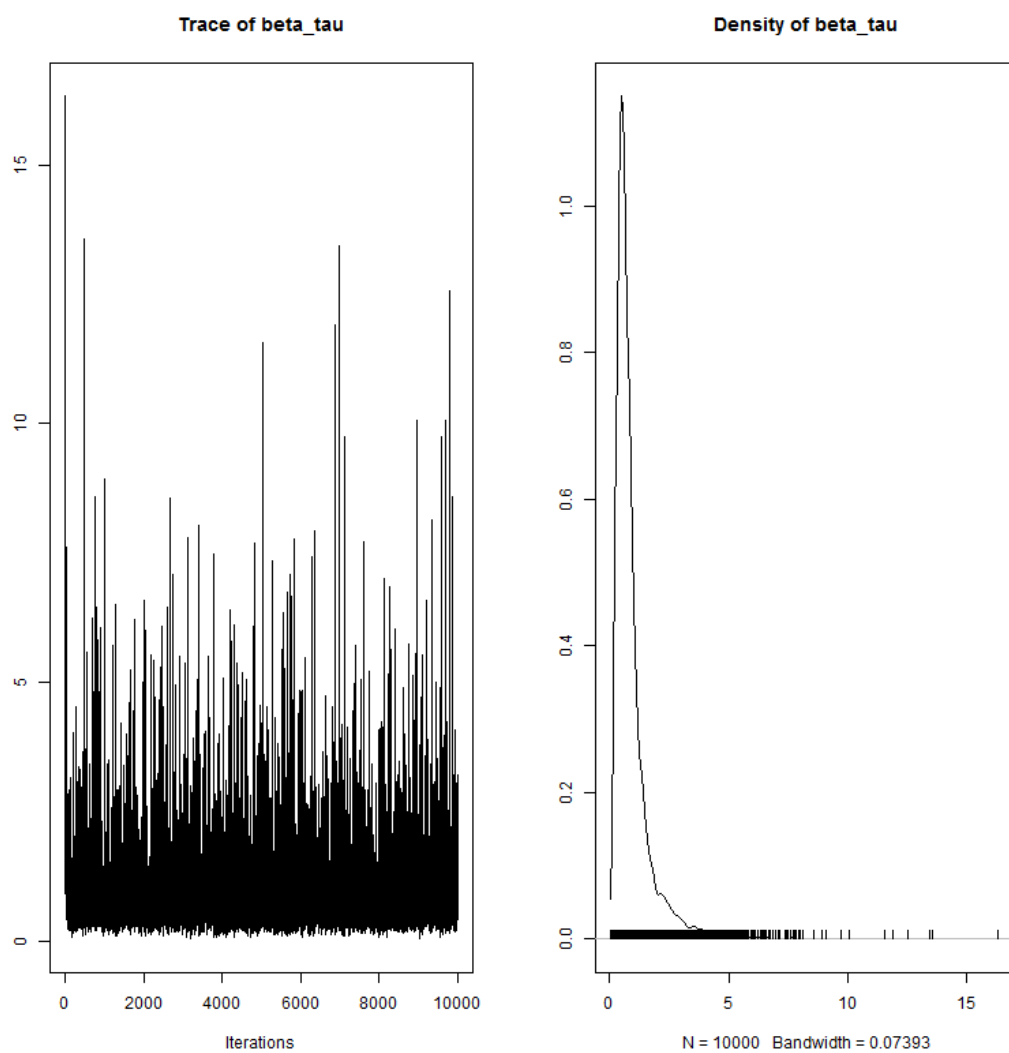 Trace of beta_tau
15
10
5
0
0 2000 4000 6000 8000 10000
Iterations
Density of beta_tau
1.0
0.8
0.6
0.4
0.2
0.0
0 5 10 15
N = 10000 Bandwidth = 0.07393